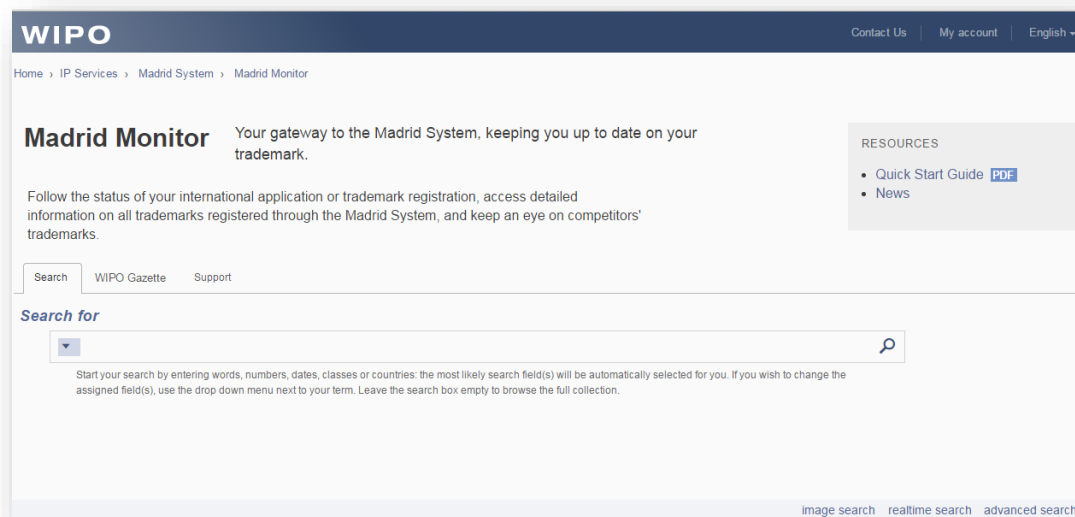 WIPO
Contact Us
My account
English
Home › IP Services › Madrid System › Madrid Monitor
Madrid Monitor
Your gateway to the Madrid System, keeping you up to date on your
trademark.
RESOURCES
• Quick Start Guide PDF
• News
Follow the status of your international application or trademark registration, access detailed
information on all trademarks registered through the Madrid System, and keep an eye on competitors'
trademarks.
Search
WIPO Gazette
Support
Search for
Start your search by entering words, numbers, dates, classes or countries: the most likely search field(s) will be automatically selected for you. If you wish to change the
assigned field(s), use the drop down menu next to your term. Leave the search box empty to browse the full collection.
image search realtime search advanced search